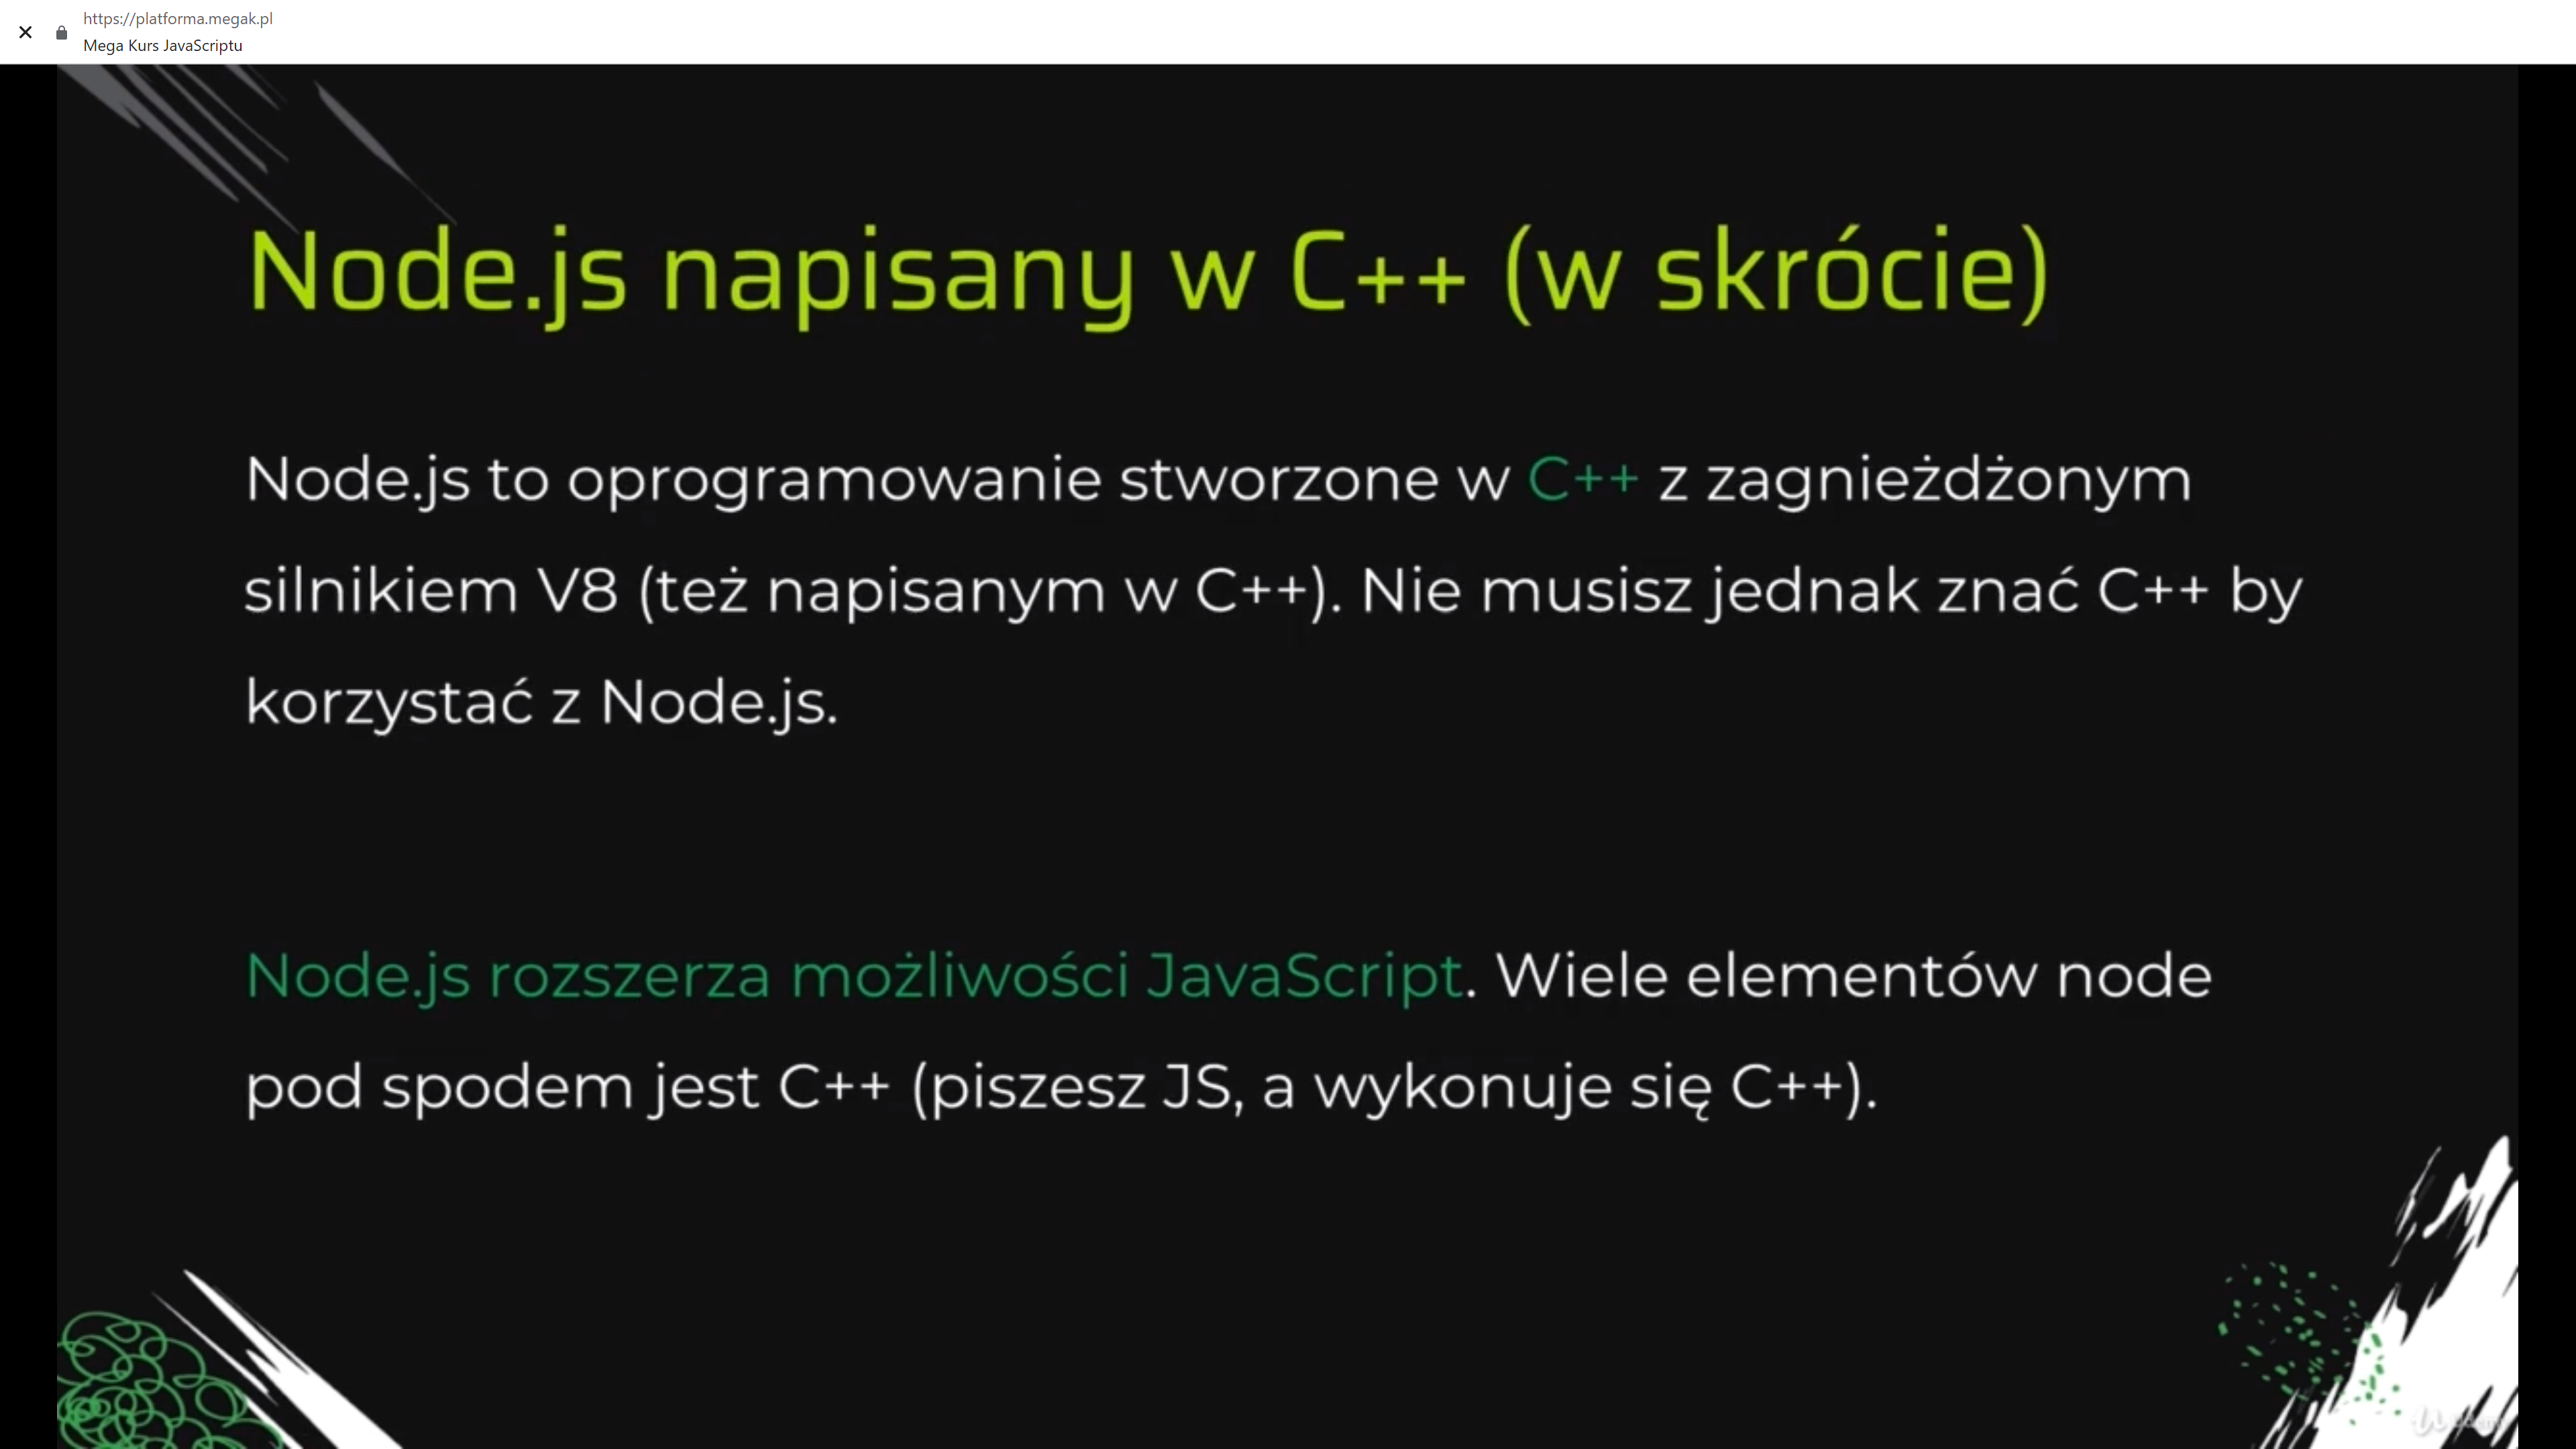 https://platforma.megak.pl
Mega Kurs JavaScriptu
Node.js napisany w C++ (w skrócie)
Node.js to oprogramowanie stworzone w C++ z zagnieżdżonym
silnikiem V8 (też napisanym w C++). Nie musisz jednak znać C++ by
korzystać z Node.js.
Node.js rozszerza możliwości JavaScript. Wiele elementów node
pod spodem jest C++ (piszesz JS, a wykonuje się C++).